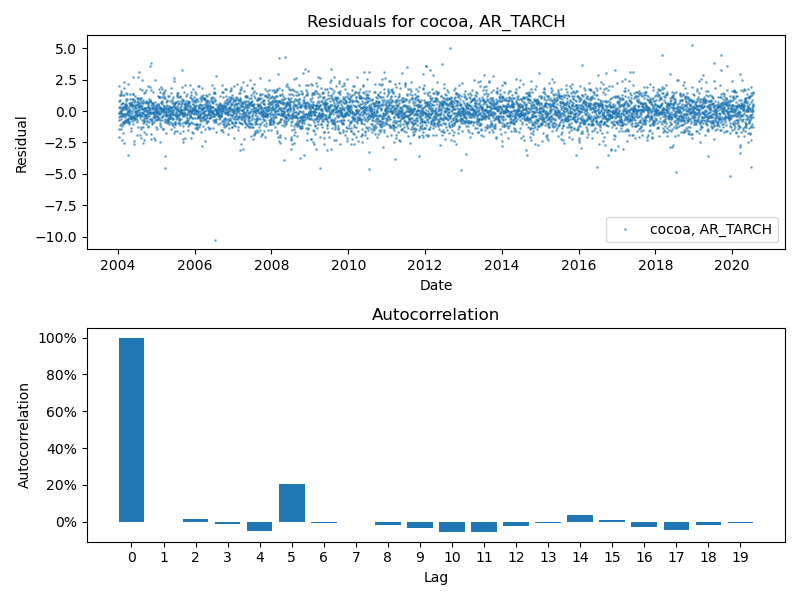 Residuals for cocoa, AR_TARCH
5.0
2.5
0.0
−2.5
−5.0
−7.5
−10.0
Residual
cocoa, AR_TARCH
2004 2006 2008 2010 2012 2014 2016 2018 2020
Date
Autocorrelation
100%
80%
60%
40%
20%
0%
Autocorrelation
0 1 2 3 4 5 6 7 8 9 10 11 12 13 14 15 16 17 18 19
Lag